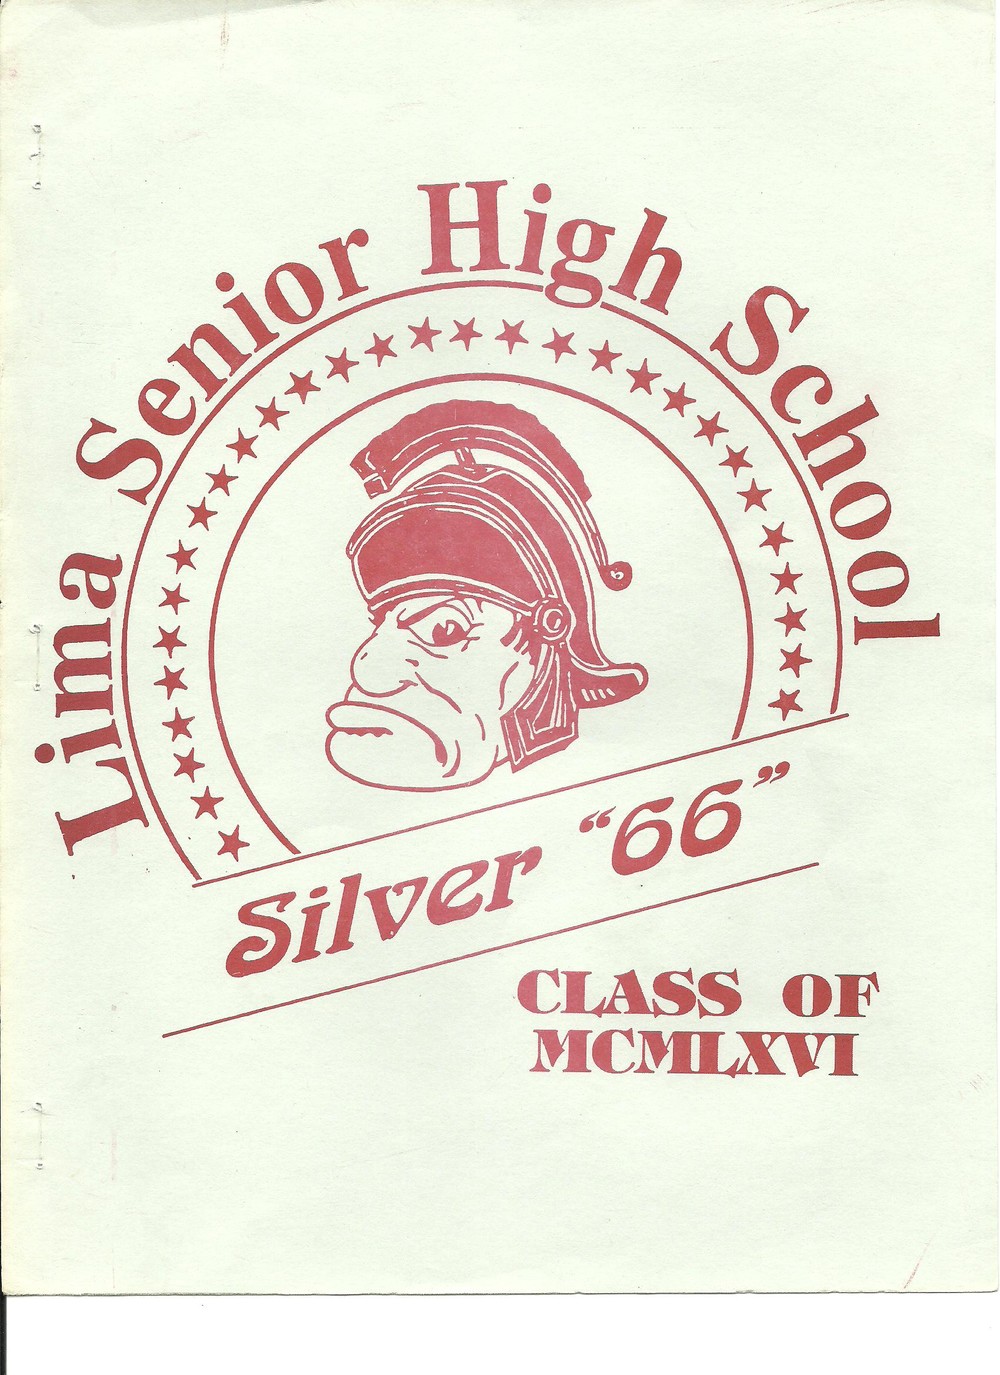 Lima Senior High School
Silver “66”
CLASS OF
MCMLXVI